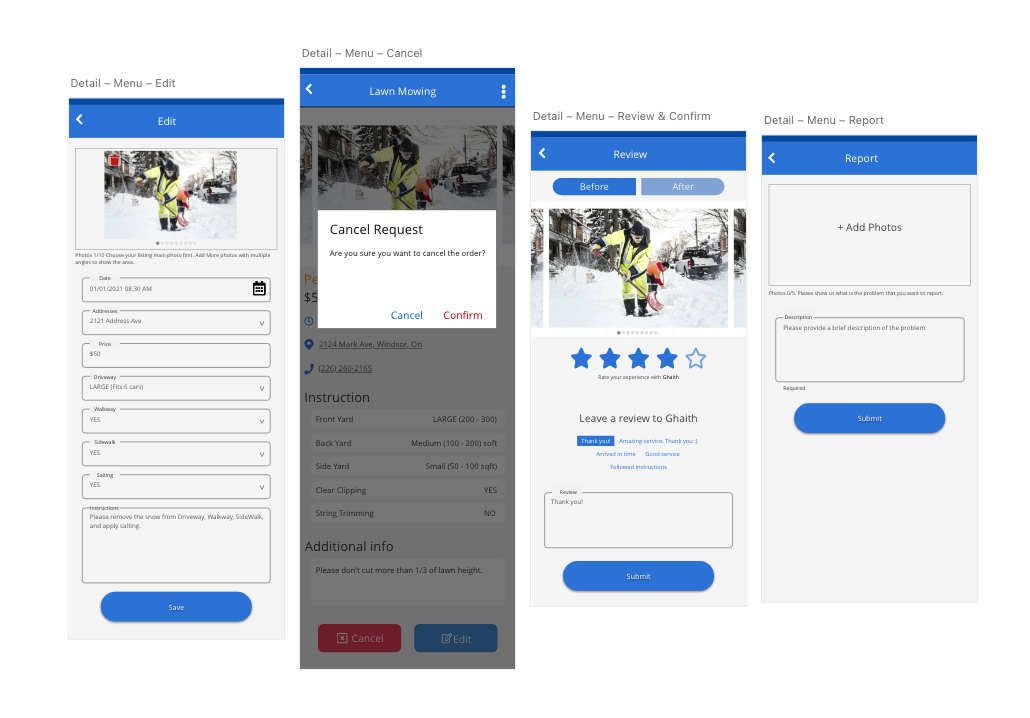 Detail – Menu – Edit
Edit
Photos 1/10 Choose your listing main photo first. Add More photos with multiple
angles to show the area.
Date
01/01/2021 08:30 AM
Addresses
2121 Address Ave
Price
$50
Driveway
LARGE (Fits 6 cars)
Walkway
YES
Sidewalk
YES
Salting
YES
Instructions
Please remove the snow from Driveway, Walkway, SideWalk,
and apply salting.
Save
Detail – Menu – Cancel
Lawn Mowing
Cancel Request
Are you sure you want to cancel the order?
Cancel
Confirm
Pe
$5
2124 Mark Ave, Windsor, On
(226) 260-2165
Instruction
Front Yard LARGE (200 - 300)
Back Yard Medium (100 - 200) soft
Side Yard Small (50 - 100 sqft)
Clear Clipping YES
String Trimming NO
Additional info
Please don't cut more than 1/3 of lawn height.
Cancel
Edit
Detail – Menu – Review & Confirm
Review
Before
After
Rate your experience with Ghaith
Leave a review to Ghaith
Thank you! Amazing service, Thank you :)
Arrived in time Good service
Followed instructions
Review
Thank you!
Submit
Detail – Menu – Report
Report
+ Add Photos
Photos 0/5. Please show us what is the problem that you want to report.
Description
Please provide a brief description of the problem
Required
Submit